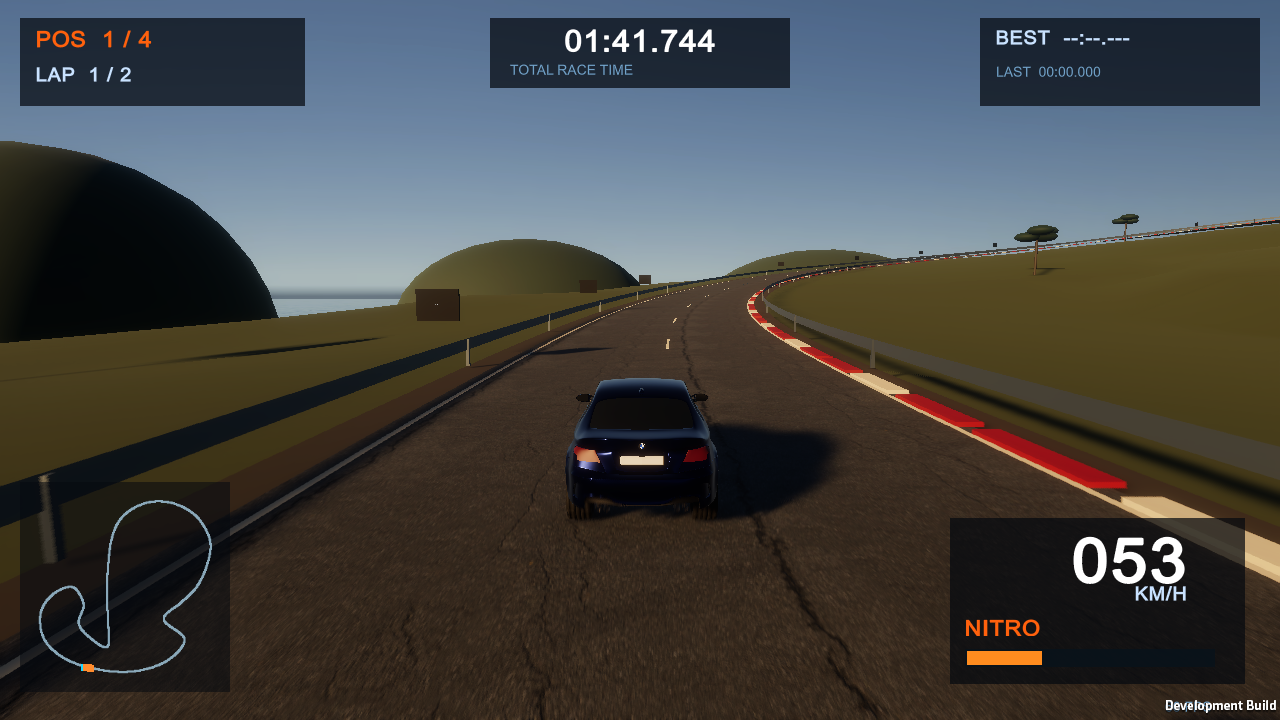 POS 1 / 4
LAP 1 / 2
01:41.744
TOTAL RACE TIME
BEST --:--.---
LAST 00:00.000
053
KM/H
NITRO
Development Build